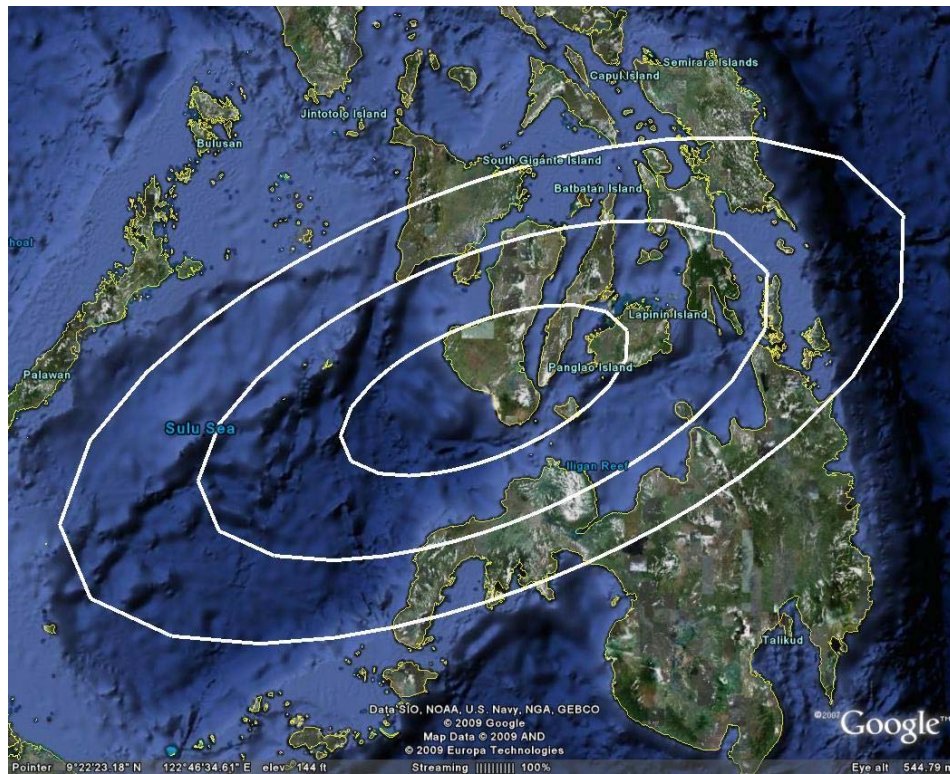 Semirara Islands
Capul Island
Jintotolo Island
Bulusan
South Gigante Island
Batbatan Island
hoal
Lapinin Island
Panglao Island
Palawan
Sulu Sea
Iligan Reef
Talikud
Data SIO, NOAA, U.S. Navy, NGA, GEBCO
© 2009 Google
Map Data © 2009 AND
© 2009 Europa Technologies
©2007 Google™
Pointer 9°22'23.18" N 122°46'34.61" E elev 144 ft Streaming 100% Eye alt 544.79